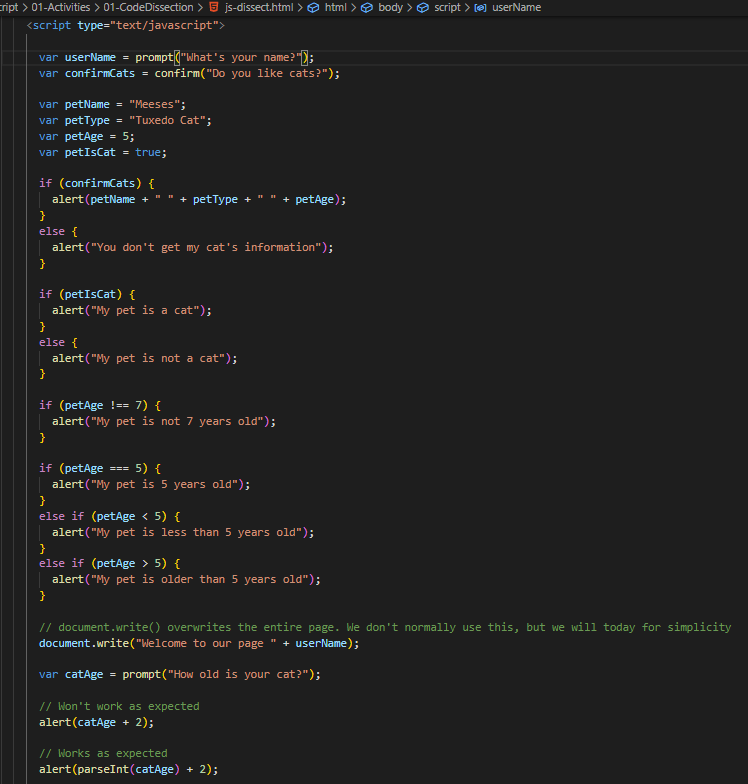 ript > 01-Activities > 01-CodeDissection > js-dissect.html > html > body > script > userName
<script type="text/javascript">
var userName = prompt("What's your name?");
var confirmCats = confirm("Do you like cats?");
var petName = "Meeses";
var petType = "Tuxedo Cat";
var petAge = 5;
var petIsCat = true;
if (confirmCats) {
alert(petName + " " + petType + " " + petAge);
}
else {
alert("You don't get my cat's information");
}
if (petIsCat) {
alert("My pet is a cat");
}
else {
alert("My pet is not a cat");
}
if (petAge !== 7) {
alert("My pet is not 7 years old");
}
if (petAge === 5) {
alert("My pet is 5 years old");
}
else if (petAge < 5) {
alert("My pet is less than 5 years old");
}
else if (petAge > 5) {
alert("My pet is older than 5 years old");
}
// document.write() overwrites the entire page. We don't normally use this, but we will today for simplicity
document.write("Welcome to our page " + userName);
var catAge = prompt("How old is your cat?");
// Won't work as expected
alert(catAge + 2);
// Works as expected
alert(parseInt(catAge) + 2);